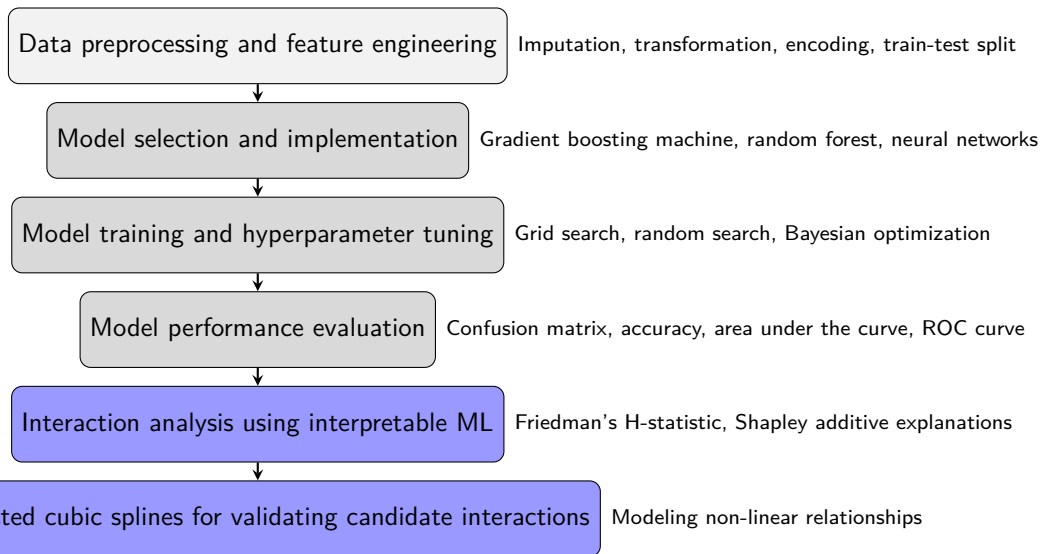 Data preprocessing and feature engineering
Imputation, transformation, encoding, train-test split
Model selection and implementation
Gradient boosting machine, random forest, neural networks
Model training and hyperparameter tuning
Grid search, random search, Bayesian optimization
Model performance evaluation
Confusion matrix, accuracy, area under the curve, ROC curve
Interaction analysis using interpretable ML
Friedman's H-statistic, Shapley additive explanations
cubic splines for validating candidate interactions
Modeling non-linear relationships